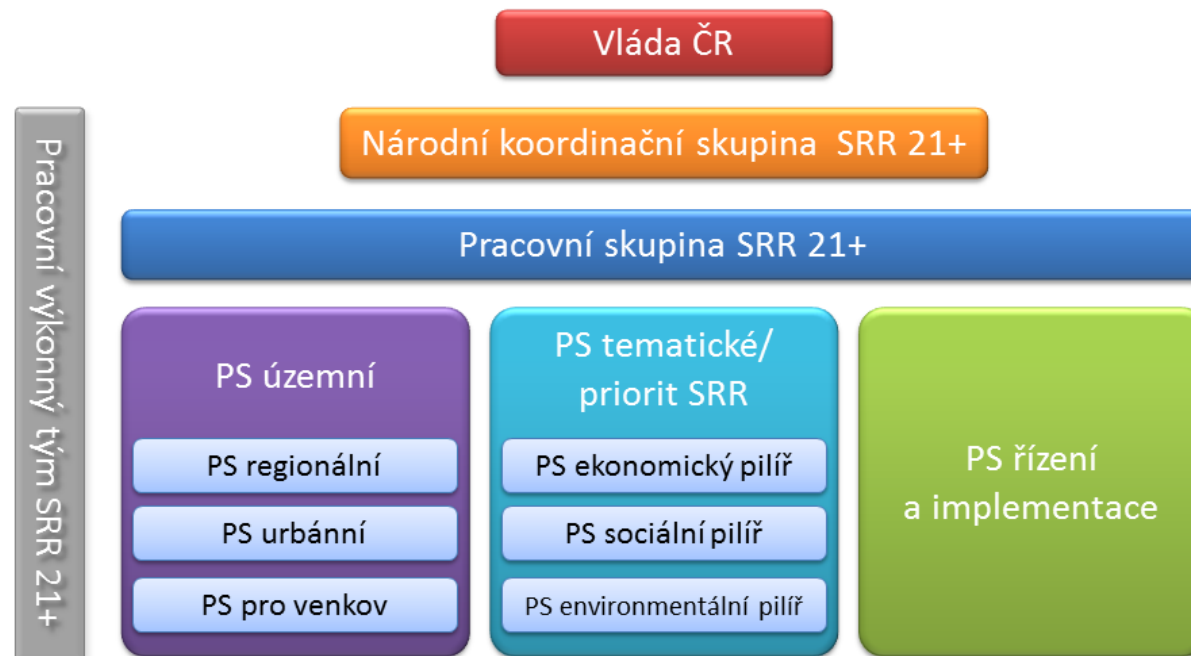 Vláda ČR
Národní koordinační skupina  SRR 21+
Pracovní skupina SRR 21+
Pracovní výkonný tým SRR 21+
PS územní
PS regionální
PS urbánní
PS pro venkov
PS tematické/
priorit SRR
PS ekonomický pilíř
PS sociální pilíř
PS environmentální pilíř
PS řízení
a implementace